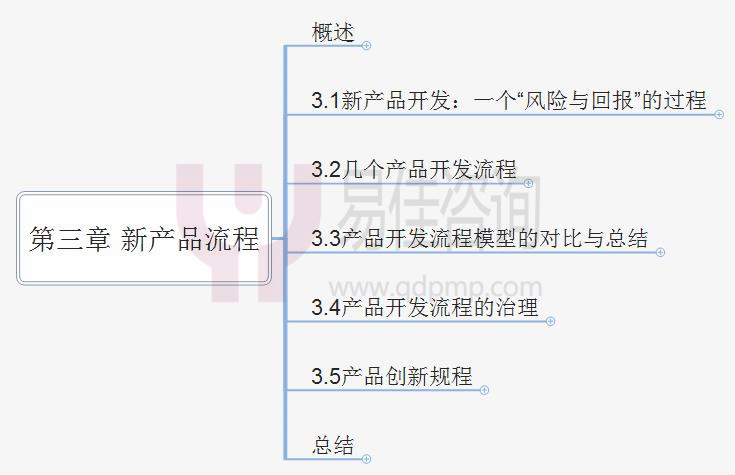 概述
3.1新产品开发：一个“风险与回报”的过程
3.2几个产品开发流程
第三章 新产品流程
易佳咨询
3.3产品开发流程模型的对比与总结
www.qdpmp.com
3.4产品开发流程的治理
3.5产品创新规程
总结